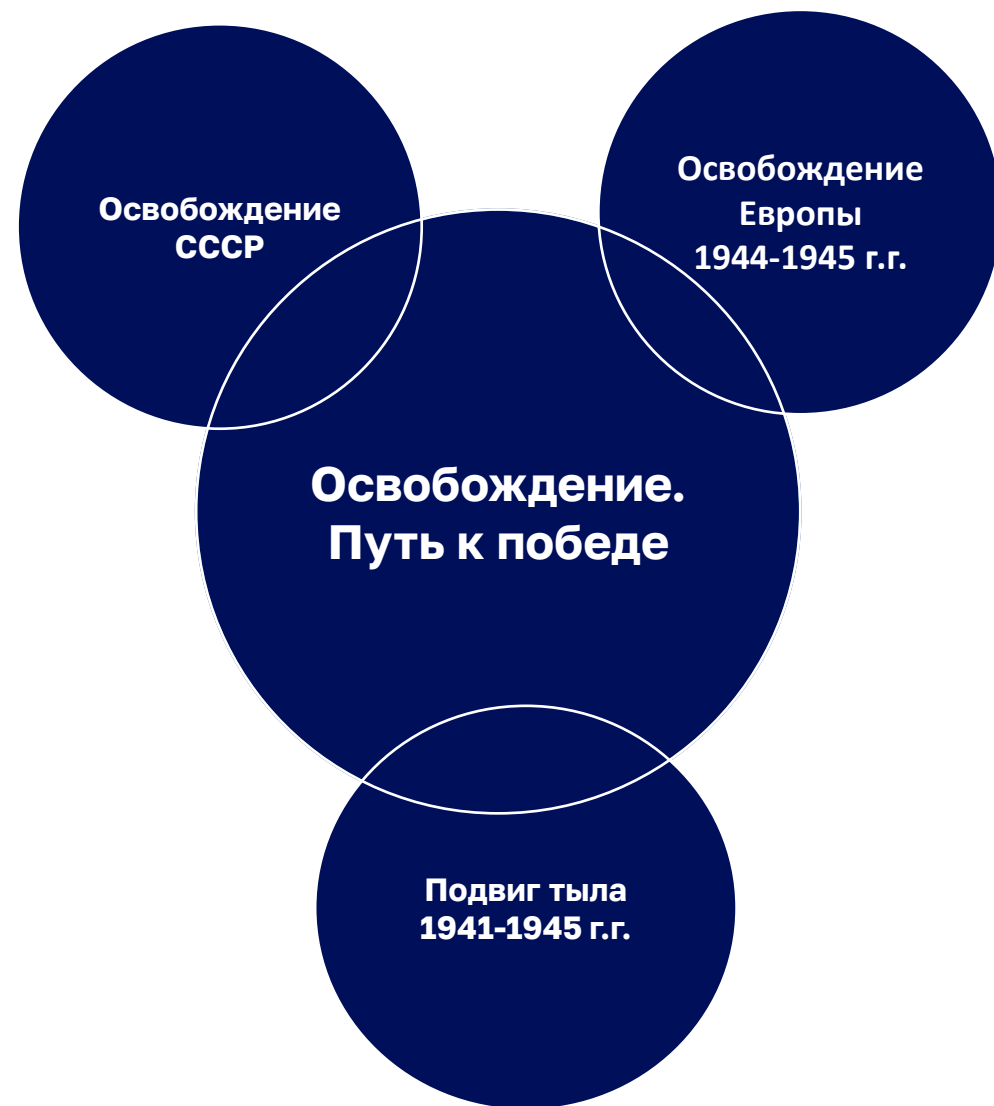 Освобождение
СССР
Освобождение
Европы
1944-1945 г.г.
Освобождение.
Путь к победе
Подвиг тыла
1941-1945 г.г.